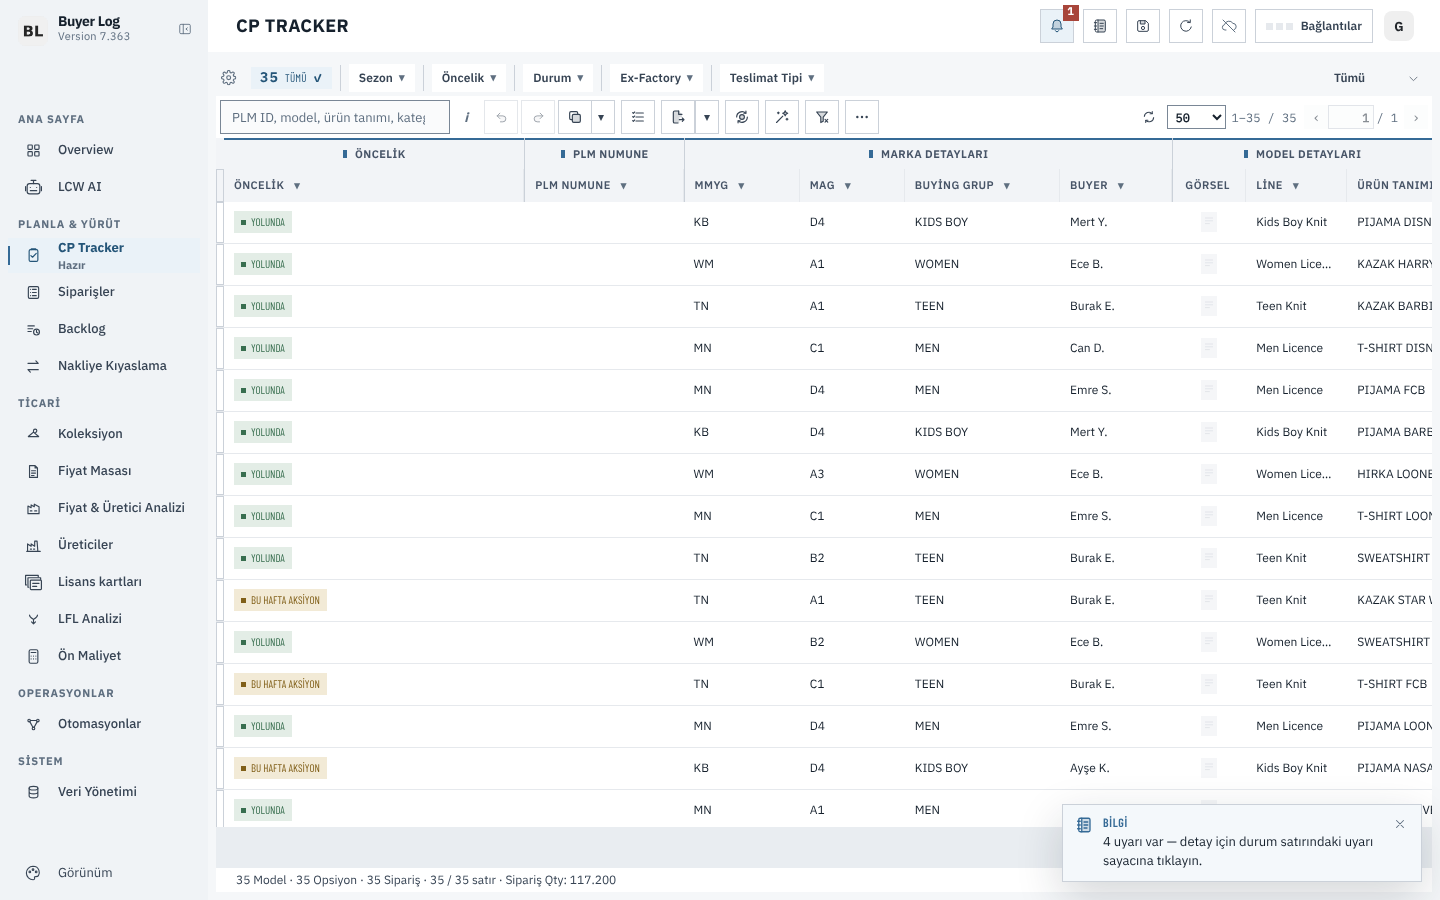 BL
Buyer Log
Version 7.363
ANA SAYFA
Overview
LCW AI
PLANLA & YÜRÜT
CP Tracker
Hazır
Siparişler
Backlog
Nakliye Kıyaslama
TİCARİ
Koleksiyon
Fiyat Masası
Fiyat & Üretici Analizi
Üreticiler
Lisans kartları
LFL Analizi
Ön Maliyet
OPERASYONLAR
Otomasyonlar
SİSTEM
Veri Yönetimi
Görünüm
CP TRACKER
1
Bağlantılar
G
35 TÜMÜ
Sezon
Öncelik
Durum
Ex-Factory
Teslimat Tipi
Tümü
PLM ID, model, ürün tanımı, kateg
i
50
1-35 / 35
1 / 1
ÖNCELİK
PLM NUMUNE
MARKA DETAYLARI
MODEL DETAYLARI
ÖNCELİK PLM NUMUNE MMYG MAG BUYİNG GRUP BUYER GÖRSEL LİNE ÜRÜN TANIMI
YOLUNDA KB D4 KIDS BOY Mert Y. Kids Boy Knit PIJAMA DISN
YOLUNDA WM A1 WOMEN Ece B. Women Lice... KAZAK HARRY
YOLUNDA TN A1 TEEN Burak E. Teen Knit KAZAK BARBI
YOLUNDA MN C1 MEN Can D. Men Licence T-SHIRT DISN
YOLUNDA MN D4 MEN Emre S. Men Licence PIJAMA FCB
YOLUNDA KB D4 KIDS BOY Mert Y. Kids Boy Knit PIJAMA BARB
YOLUNDA WM A3 WOMEN Ece B. Women Lice... HIRKA LOONE
YOLUNDA MN C1 MEN Emre S. Men Licence T-SHIRT LOON
YOLUNDA TN B2 TEEN Burak E. Teen Knit SWEATSHIRT
BU HAFTA AKSİYON TN A1 TEEN Burak E. Teen Knit KAZAK STAR W
YOLUNDA WM B2 WOMEN Ece B. Women Lice... SWEATSHIRT
BU HAFTA AKSİYON TN C1 TEEN Burak E. Teen Knit T-SHIRT FCB
YOLUNDA MN D4 MEN Emre S. Men Licence PIJAMA LOON
BU HAFTA AKSİYON KB D4 KIDS BOY Ayşe K. Kids Boy Knit PIJAMA NASA
YOLUNDA MN A1 MEN
BİLGİ
4 uyarı var — detay için durum satırındaki uyarı
sayacına tıklayın.
35 Model · 35 Opsiyon · 35 Sipariş · 35 / 35 satır · Sipariş Qty: 117.200